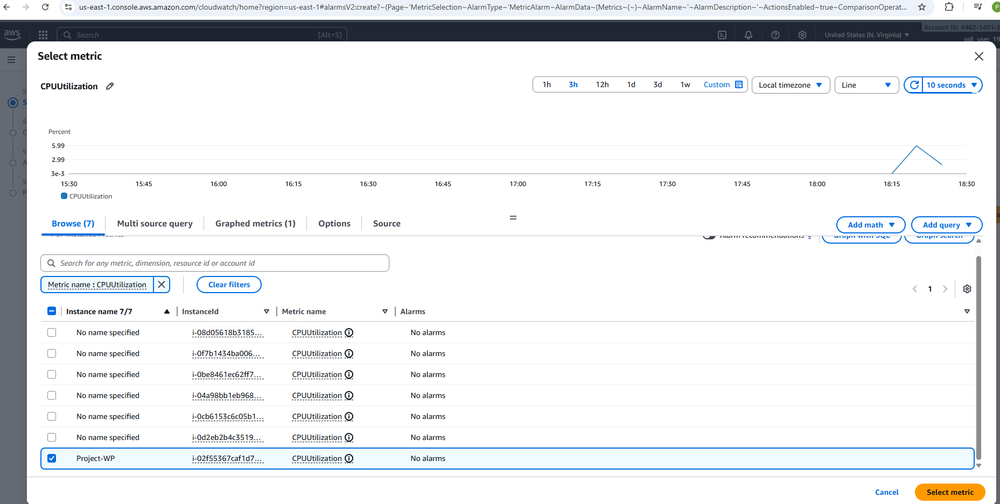 us-east-1.console.aws.amazon.com/cloudwatch/home?region=us-east-1#alarmsV2:create?~(Page~'MetricSelection~AlarmType~'MetricAlarm~AlarmData~(Metrics~(~)~AlarmName~'~AlarmDescription~'~ActionsEnabled~true~ComparisonOperat...
P
aws
Search
[Alt+S]
United States (N. Virginia)
Account ID: 4462-1401-2
odl_user_19
Select metric
CPUUtilization
1h 3h 12h 1d 3d 1w Custom
Local timezone
Line
10 seconds
Percent
5.99
2.99
3e-3
15:30 15:45 16:00 16:15 16:30 16:45 17:00 17:15 17:30 17:45 18:00 18:15 18:30
CPUUtilization
Browse (7) Multi source query Graphed metrics (1) Options Source
Add math
Add query
Alarm recommendations
Graph with SQL
Graph search
Search for any metric, dimension, resource id or account id
Metric name : CPUUtilization
Clear filters
1
Instance name 7/7 InstanceId Metric name Alarms
No name specified i-08d05618b3185... CPUUtilization No alarms
No name specified i-0f7b1434ba006... CPUUtilization No alarms
No name specified i-0be8461ec62ff7... CPUUtilization No alarms
No name specified i-04a98bb1eb968... CPUUtilization No alarms
No name specified i-0cb6153c6c05b1... CPUUtilization No alarms
No name specified i-0d2eb2b4c3519... CPUUtilization No alarms
Project-WP i-02f55367caf1d7... CPUUtilization No alarms
Cancel
Select metric